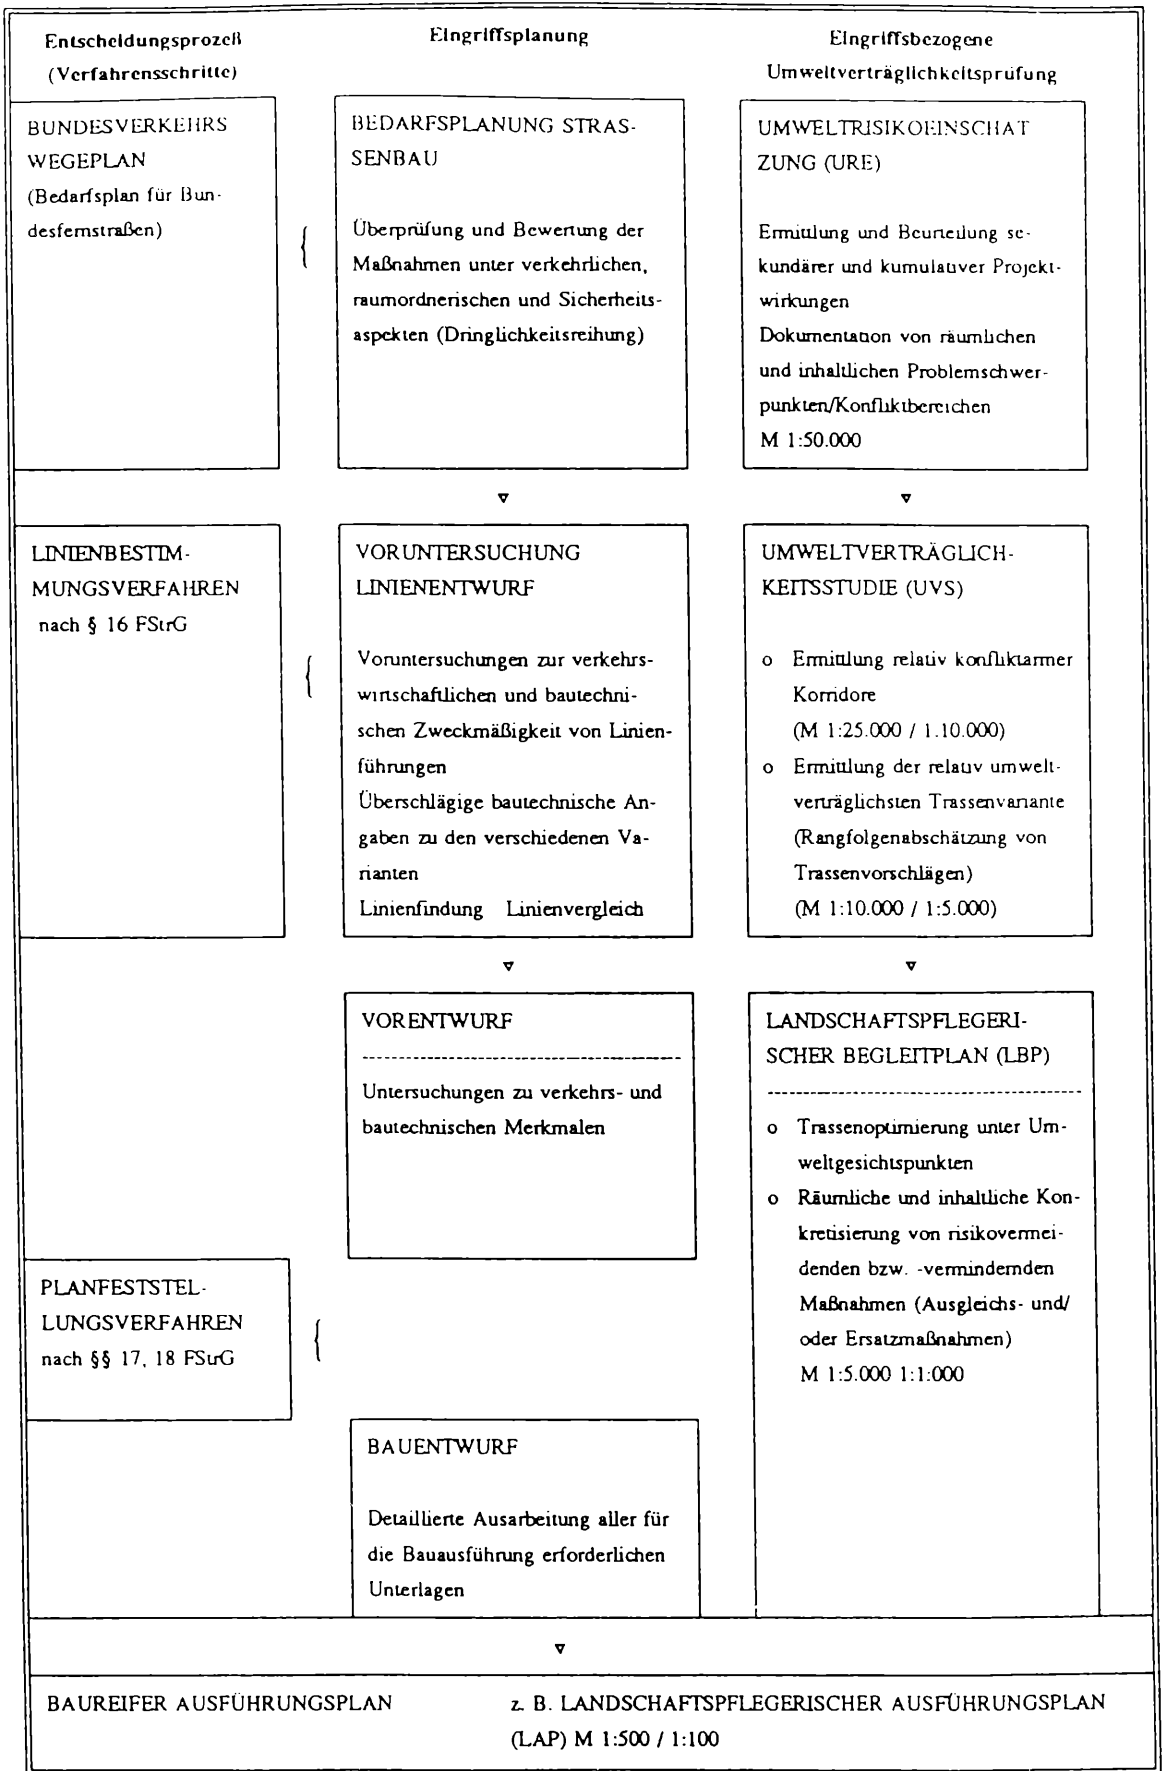 Entscheidungsprozeß
(Verfahrensschritte)
Eingriffsplanung
Eingriffsbezogene
Umweltverträglichkeitsprüfung
BUNDESVERKEHRS
WEGEPLAN
(Bedarfsplan für Bun-
desfernstraßen)
{
BEDARFSPLANUNG STRAS-
SENBAU
Überprüfung und Bewertung der
Maßnahmen unter verkehrlichen,
raumordnerischen und Sicherheits-
aspekten (Dringlichkeitsreihung)
UMWELTRISIKOEINSCHAT
ZUNG (URE)
Ermittlung und Beurteilung se-
kundärer und kumulativer Projekt-
wirkungen
Dokumentation von räumlichen
und inhaltlichen Problemschwer-
punkten/Konfliktbereichen
M 1:50.000
LINIENBESTIM-
MUNGSVERFAHREN
nach § 16 FStrG
{
VORUNTERSUCHUNG
LINIENENTWURF
Voruntersuchungen zur verkehrs-
wirtschaftlichen und bautechni-
schen Zweckmäßigkeit von Linien-
führungen
Überschlägige bautechnische An-
gaben zu den verschiedenen Va-
rianten
Linienfindung Linienvergleich
UMWELTVERTRÄGLICH-
KEITSSTUDIE (UVS)
o Ermittlung relativ konfliktarmer
Korridore
(M 1:25.000 / 1.10.000)
o Ermittlung der relativ umwelt-
verträglichsten Trassenvariante
(Rangfolgenabschätzung von
Trassenvorschlägen)
(M 1:10.000 / 1:5.000)
VORENTWURF
Untersuchungen zu verkehrs- und
bautechnischen Merkmalen
LANDSCHAFTSPFLEGERI-
SCHER BEGLEITPLAN (LBP)
o Trassenoptimierung unter Um-
weltgesichtspunkten
o Räumliche und inhaltliche Kon-
kretisierung von risikovermei-
denden bzw. -vermindernden
Maßnahmen (Ausgleichs- und/
oder Ersatzmaßnahmen)
M 1:5.000 1:1:000
PLANFESTSTEL-
LUNGSVERFAHREN
nach §§ 17, 18 FStrG
{
BAUENTWURF
Detaillierte Ausarbeitung aller für
die Bauausführung erforderlichen
Unterlagen
BAUREIFER AUSFÜHRUNGSPLAN
z. B. LANDSCHAFTSPFLEGERISCHER AUSFÜHRUNGSPLAN
(LAP) M 1:500 / 1:100